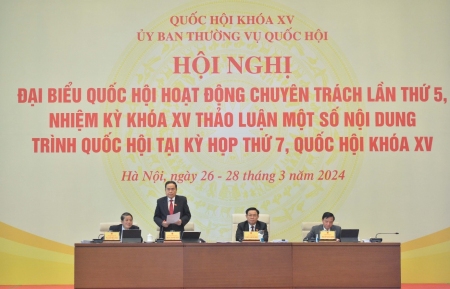 QUỐC HỘI KHÓA XV
ỦY BAN THƯỜNG VỤ QUỐC HỘI
HỘI NGHỊ
ĐẠI BIỂU QUỐC HỘI HOẠT ĐỘNG CHUYÊN TRÁCH LẦN THỨ 5,
NHIỆM KỲ KHÓA XV THẢO LUẬN MỘT SỐ NỘI DUNG
TRÌNH QUỐC HỘI TẠI KỲ HỌP THỨ 7, QUỐC HỘI KHÓA XV
Hà Nội, ngày 26 - 28 tháng 3 năm 2024